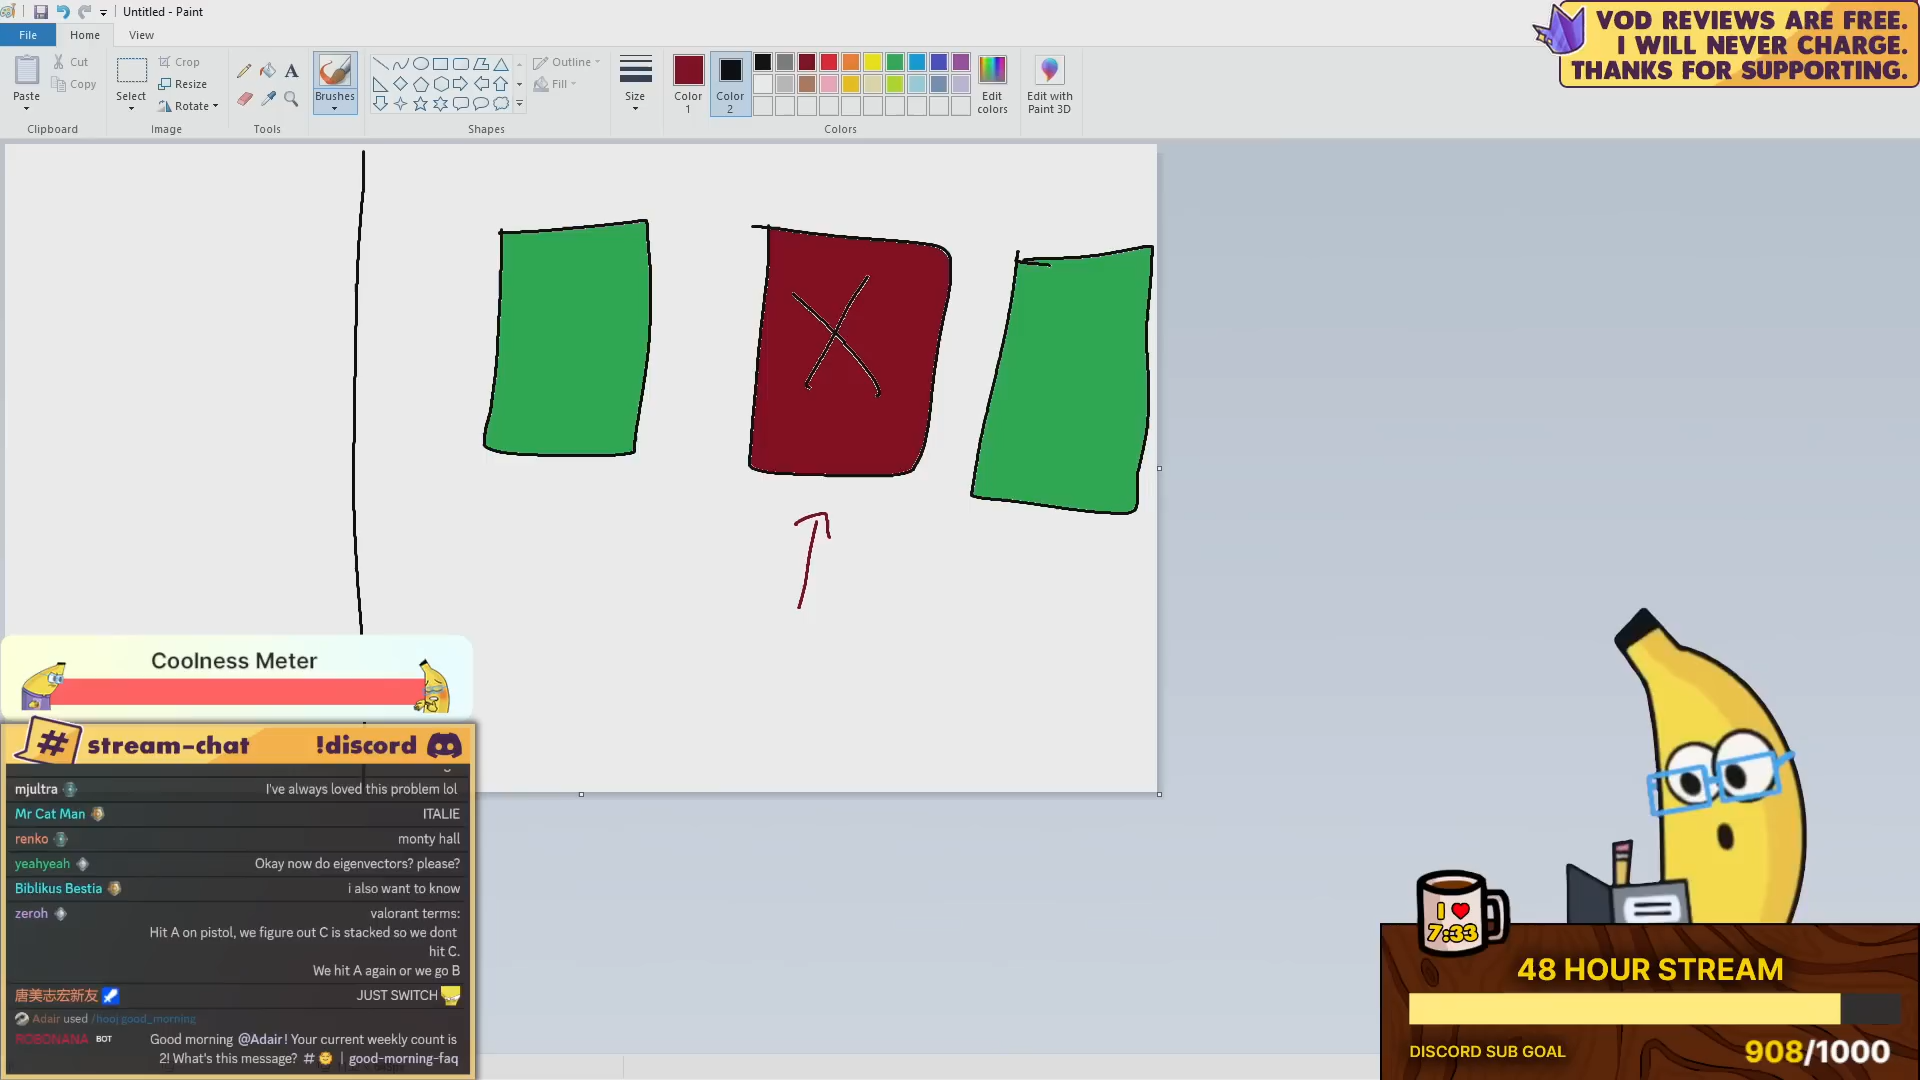 Untitled - Paint
File
Home
View
Paste
Cut
Copy
Clipboard
Select
Crop
Resize
Rotate
Image
Tools
Brushes
Shapes
Outline
Fill
Size
Color 1
Color 2
Edit colors
Edit with Paint 3D
Colors
VOD REVIEWS ARE FREE.
I WILL NEVER CHARGE.
THANKS FOR SUPPORTING.
Coolness Meter
# stream-chat !discord
mjultra I've always loved this problem lol
Mr Cat Man ITALIE
renko monty hall
yeahyeah Okay now do eigenvectors? please?
Biblikus Bestia i also want to know
zeroh valorant terms:
Hit A on pistol, we figure out C is stacked so we dont
hit C.
We hit A again or we go B
唐美志宏新友 JUST SWITCH
Adair used /hooj good_morning
ROBONANA BOT Good morning @Adair! Your current weekly count is
2! What's this message? # | good-morning-faq
I
7:33
48 HOUR STREAM
DISCORD SUB GOAL
908/1000